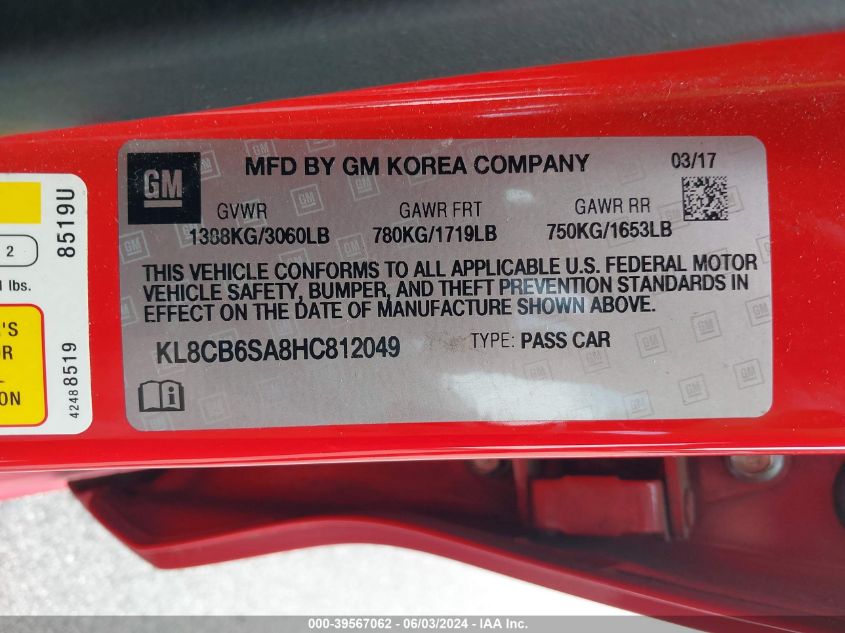 GM
MFD BY GM KOREA COMPANY
03/17
GVWR GAWR FRT GAWR RR
1388KG/3060LB 780KG/1719LB 750KG/1653LB
THIS VEHICLE CONFORMS TO ALL APPLICABLE U.S. FEDERAL MOTOR
VEHICLE SAFETY, BUMPER, AND THEFT PREVENTION STANDARDS IN
EFFECT ON THE DATE OF MANUFACTURE SHOWN ABOVE.
KL8CB6SA8HC812049 TYPE: PASS CAR
8519U
2
lbs.
'S
OR
ON
42488519
000-39567062 - 06/03/2024 - IAA Inc.